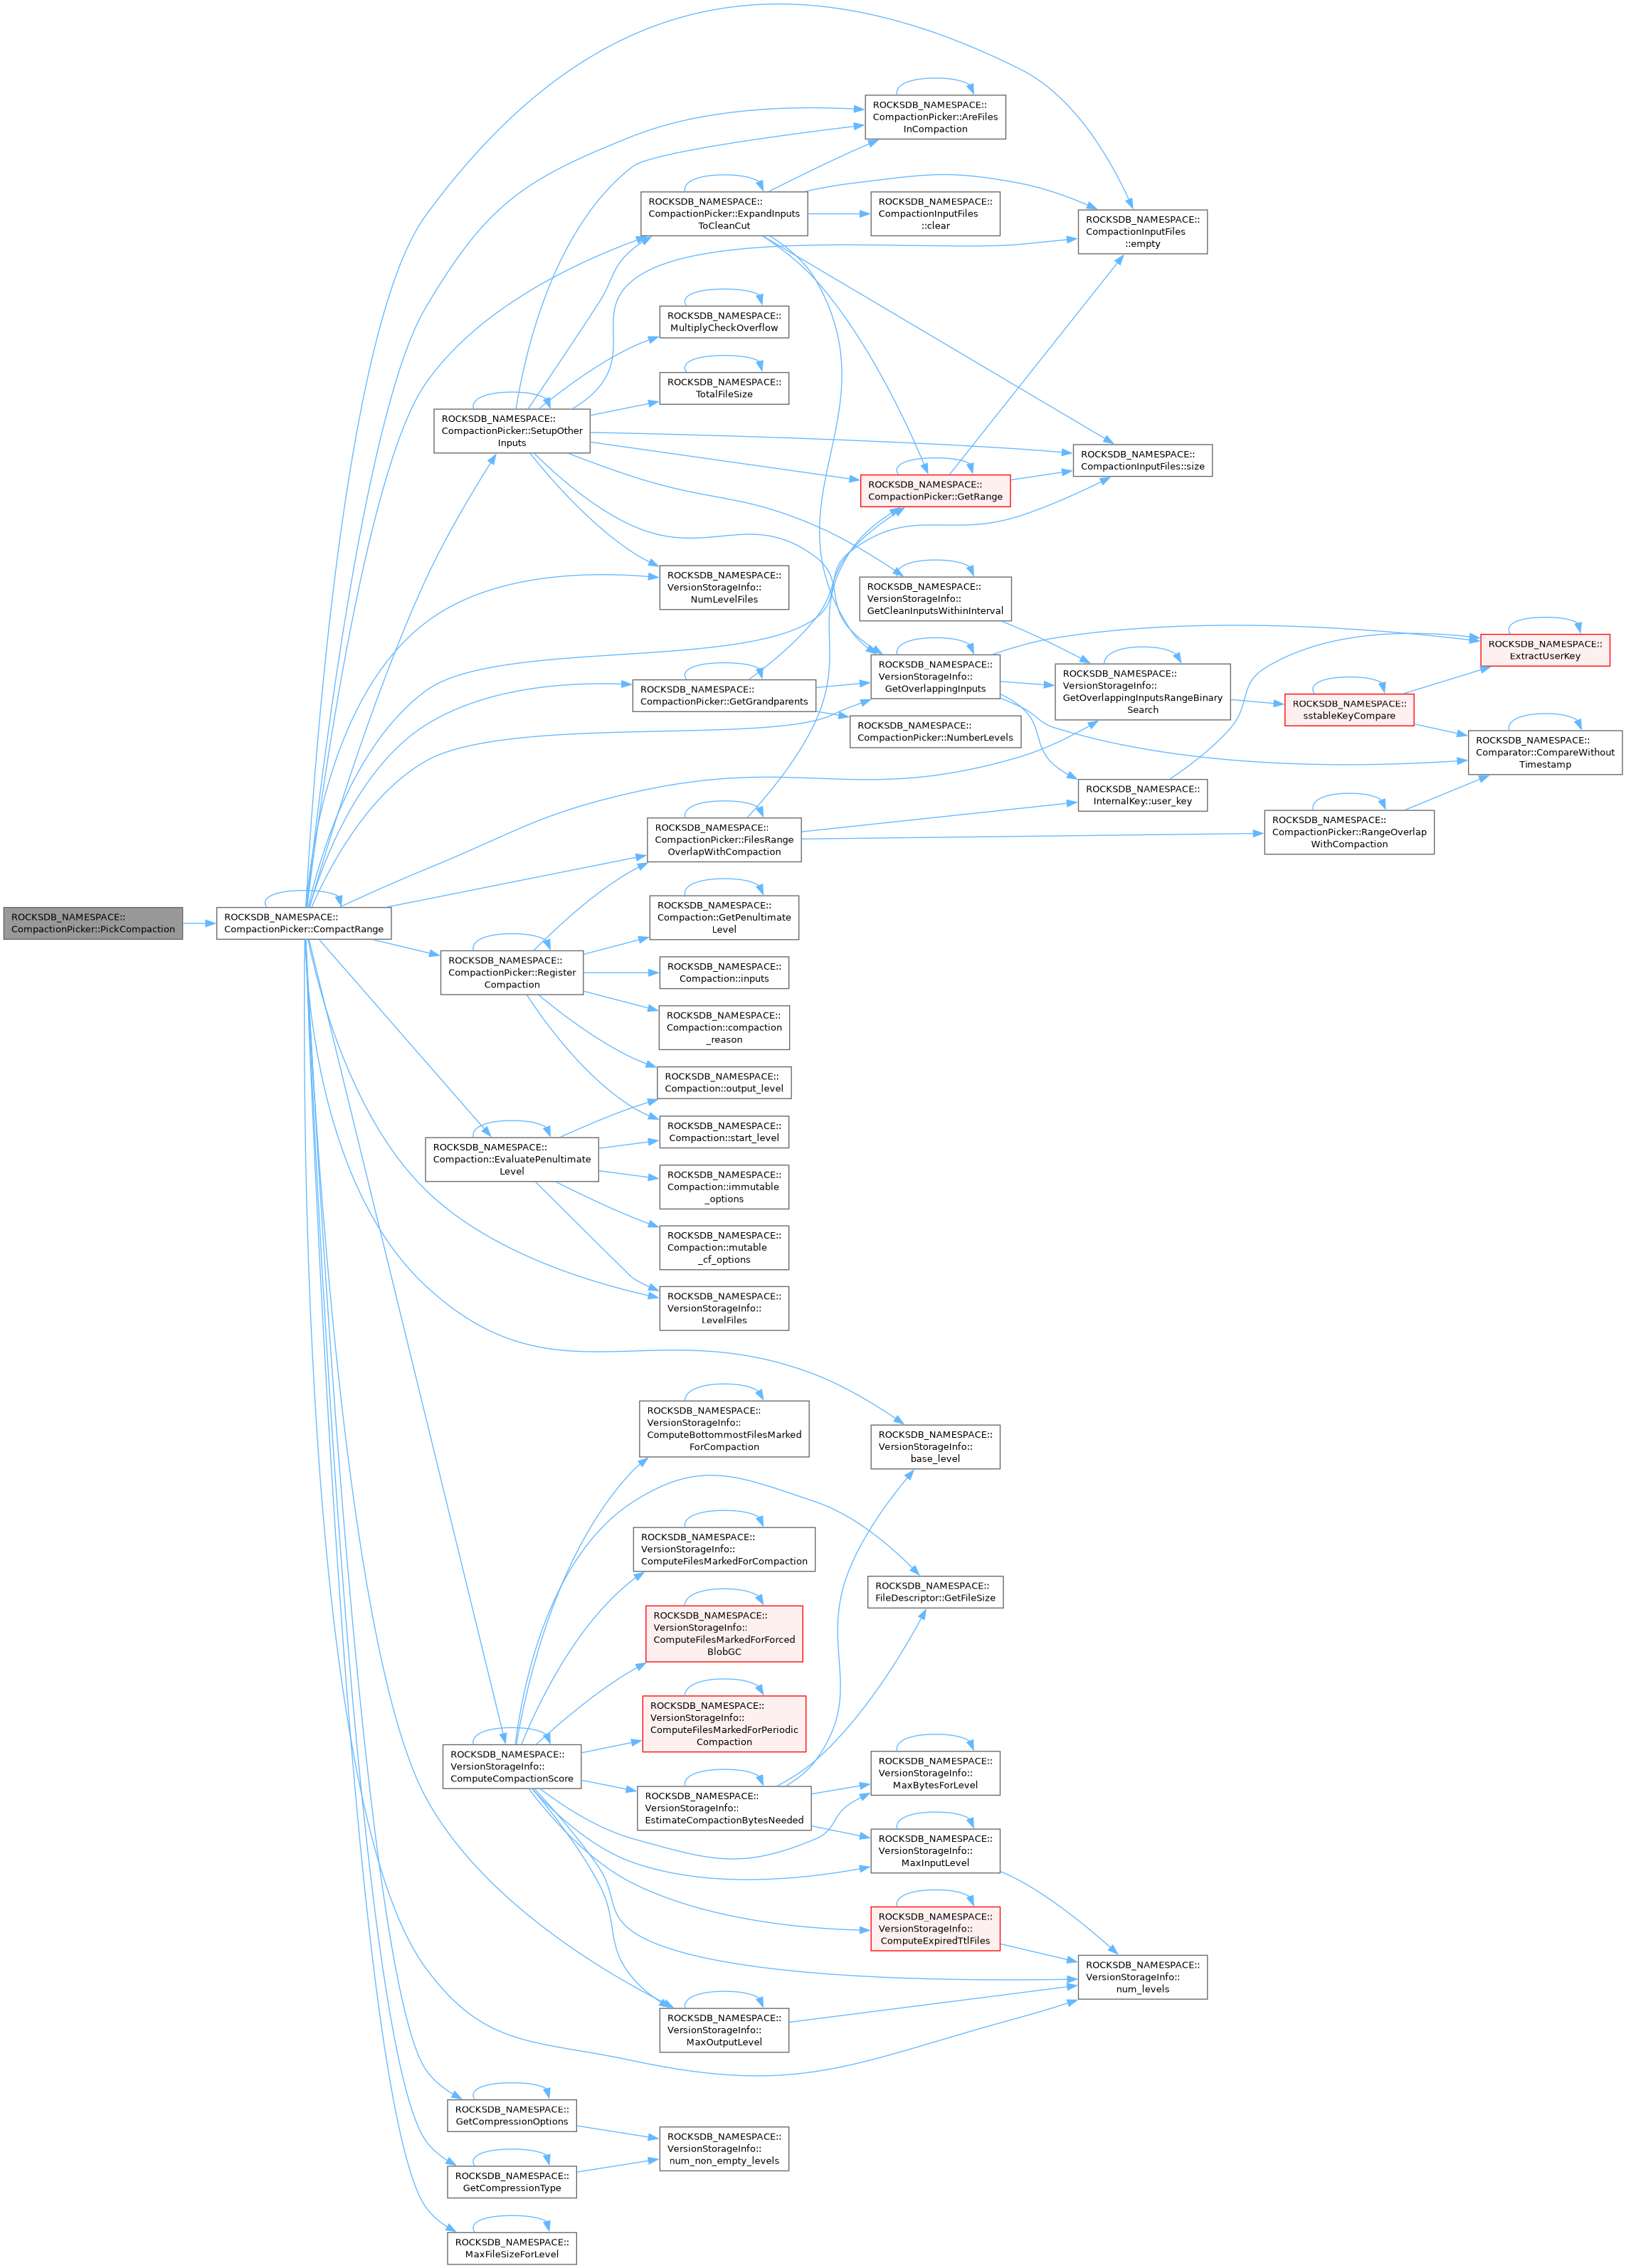 ROCKSDB_NAMESPACE::
CompactionPicker::AreFiles
InCompaction
ROCKSDB_NAMESPACE::
CompactionPicker::ExpandInputs
ToCleanCut
ROCKSDB_NAMESPACE::
CompactionInputFiles
::clear
ROCKSDB_NAMESPACE::
CompactionInputFiles
::empty
ROCKSDB_NAMESPACE::
MultiplyCheckOverflow
ROCKSDB_NAMESPACE::
TotalFileSize
ROCKSDB_NAMESPACE::
CompactionPicker::SetupOther
Inputs
ROCKSDB_NAMESPACE::
CompactionInputFiles::size
ROCKSDB_NAMESPACE::
CompactionPicker::GetRange
ROCKSDB_NAMESPACE::
VersionStorageInfo::
NumLevelFiles
ROCKSDB_NAMESPACE::
VersionStorageInfo::
GetCleanInputsWithinInterval
ROCKSDB_NAMESPACE::
ExtractUserKey
ROCKSDB_NAMESPACE::
VersionStorageInfo::
GetOverlappingInputs
ROCKSDB_NAMESPACE::
VersionStorageInfo::
GetOverlappingInputsRangeBinary
Search
ROCKSDB_NAMESPACE::
CompactionPicker::GetGrandparents
ROCKSDB_NAMESPACE::
sstableKeyCompare
ROCKSDB_NAMESPACE::
CompactionPicker::NumberLevels
ROCKSDB_NAMESPACE::
Comparator::CompareWithout
Timestamp
ROCKSDB_NAMESPACE::
InternalKey::user_key
ROCKSDB_NAMESPACE::
CompactionPicker::FilesRange
OverlapWithCompaction
ROCKSDB_NAMESPACE::
CompactionPicker::RangeOverlap
WithCompaction
ROCKSDB_NAMESPACE::
CompactionPicker::PickCompaction
ROCKSDB_NAMESPACE::
CompactionPicker::CompactRange
ROCKSDB_NAMESPACE::
Compaction::GetPenultimate
Level
ROCKSDB_NAMESPACE::
CompactionPicker::Register
Compaction
ROCKSDB_NAMESPACE::
Compaction::inputs
ROCKSDB_NAMESPACE::
Compaction::compaction
_reason
ROCKSDB_NAMESPACE::
Compaction::output_level
ROCKSDB_NAMESPACE::
Compaction::start_level
ROCKSDB_NAMESPACE::
Compaction::EvaluatePenultimate
Level
ROCKSDB_NAMESPACE::
Compaction::immutable
_options
ROCKSDB_NAMESPACE::
Compaction::mutable
_cf_options
ROCKSDB_NAMESPACE::
VersionStorageInfo::
LevelFiles
ROCKSDB_NAMESPACE::
VersionStorageInfo::
ComputeBottommostFilesMarked
ForCompaction
ROCKSDB_NAMESPACE::
VersionStorageInfo::
base_level
ROCKSDB_NAMESPACE::
VersionStorageInfo::
ComputeFilesMarkedForCompaction
ROCKSDB_NAMESPACE::
FileDescriptor::GetFileSize
ROCKSDB_NAMESPACE::
VersionStorageInfo::
ComputeFilesMarkedForForced
BlobGC
ROCKSDB_NAMESPACE::
VersionStorageInfo::
ComputeFilesMarkedForPeriodic
Compaction
ROCKSDB_NAMESPACE::
VersionStorageInfo::
ComputeCompactionScore
ROCKSDB_NAMESPACE::
VersionStorageInfo::
MaxBytesForLevel
ROCKSDB_NAMESPACE::
VersionStorageInfo::
EstimateCompactionBytesNeeded
ROCKSDB_NAMESPACE::
VersionStorageInfo::
MaxInputLevel
ROCKSDB_NAMESPACE::
VersionStorageInfo::
ComputeExpiredTtlFiles
ROCKSDB_NAMESPACE::
VersionStorageInfo::
num_levels
ROCKSDB_NAMESPACE::
VersionStorageInfo::
MaxOutputLevel
ROCKSDB_NAMESPACE::
GetCompressionOptions
ROCKSDB_NAMESPACE::
VersionStorageInfo::
num_non_empty_levels
ROCKSDB_NAMESPACE::
GetCompressionType
ROCKSDB_NAMESPACE::
MaxFileSizeForLevel